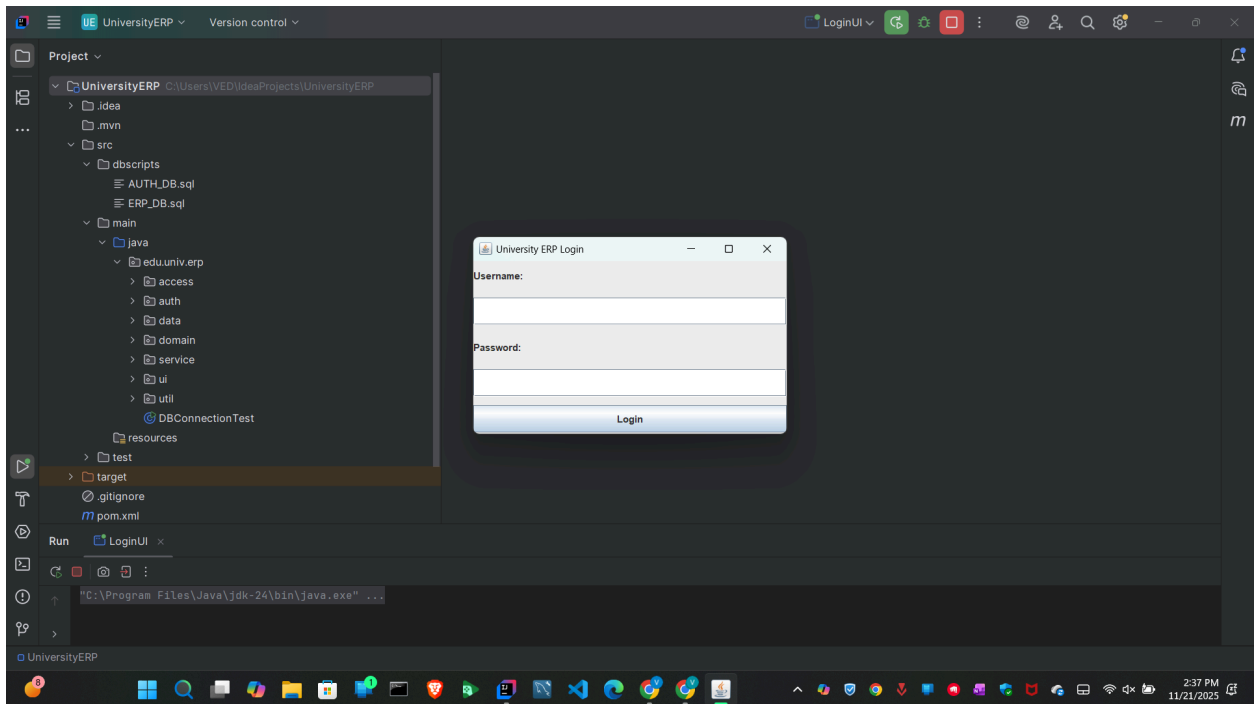 UE UniversityERP Version control LoginUI
Project
UniversityERP C:\Users\VED\IdeaProjects\UniversityERP
.idea
.mvn
src
dbscripts
AUTH_DB.sql
ERP_DB.sql
main
java
edu.univ.erp
access
auth
data
domain
service
ui
util
DBConnectionTest
resources
test
target
.gitignore
m pom.xml
m
University ERP Login
Username:
Password:
Login
Run LoginUI
"C:\Program Files\Java\jdk-24\bin\java.exe" ...
UniversityERP
8
1
V
V
2:37 PM
11/21/2025